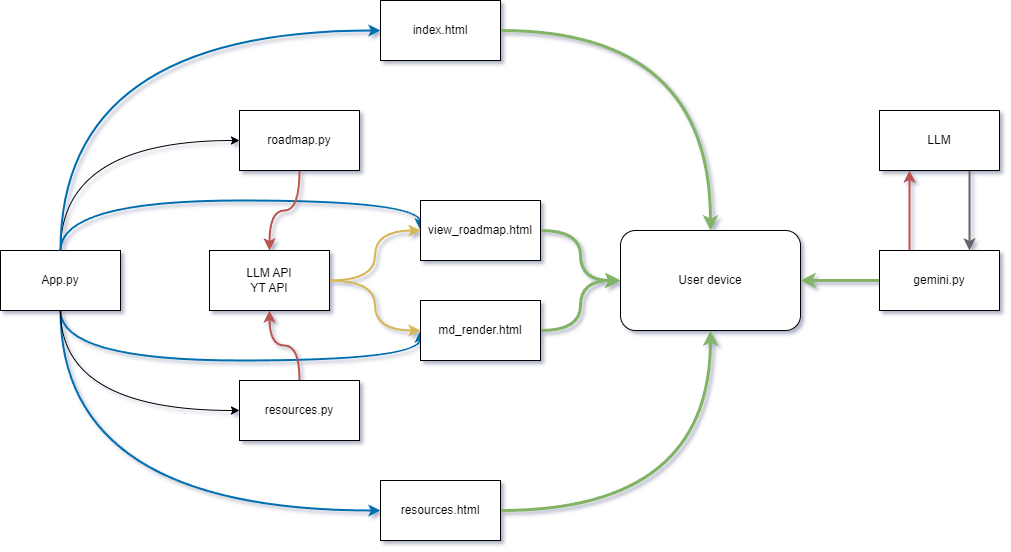 index.html
roadmap.py
LLM
view_roadmap.html
App.py
LLM API
YT API
User device
gemini.py
md_render.html
resources.py
resources.html